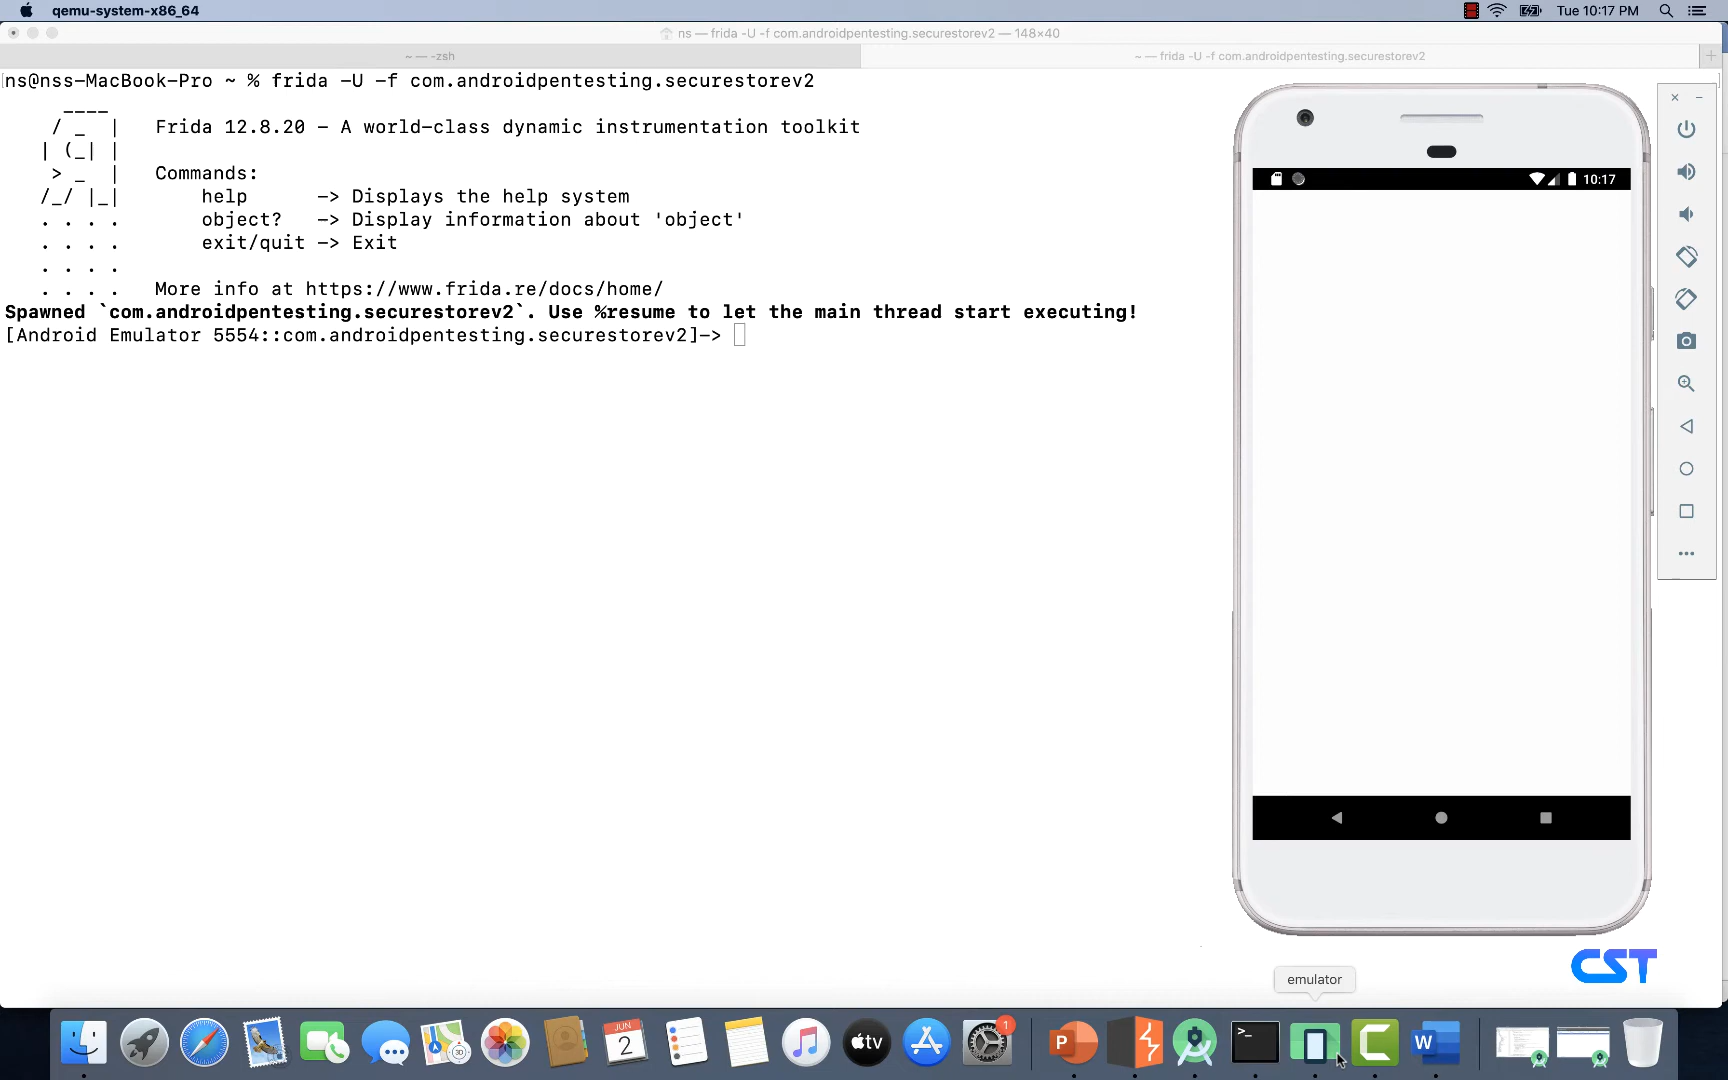 qemu-system-x86_64
Tue 10:17 PM
ns — frida -U -f com.androidpentesting.securestorev2 — 148×40
~ — -zsh
~ — frida -U -f com.androidpentesting.securestorev2
ns@nss-MacBook-Pro ~ % frida -U -f com.androidpentesting.securestorev2
Frida 12.8.20 - A world-class dynamic instrumentation toolkit
Commands:
help -> Displays the help system
object? -> Display information about 'object'
exit/quit -> Exit
More info at https://www.frida.re/docs/home/
Spawned `com.androidpentesting.securestorev2`. Use %resume to let the main thread start executing!
[Android Emulator 5554::com.androidpentesting.securestorev2]->
10:17
CST
emulator
JUN
2
30
tv
1
P
>_
C
W